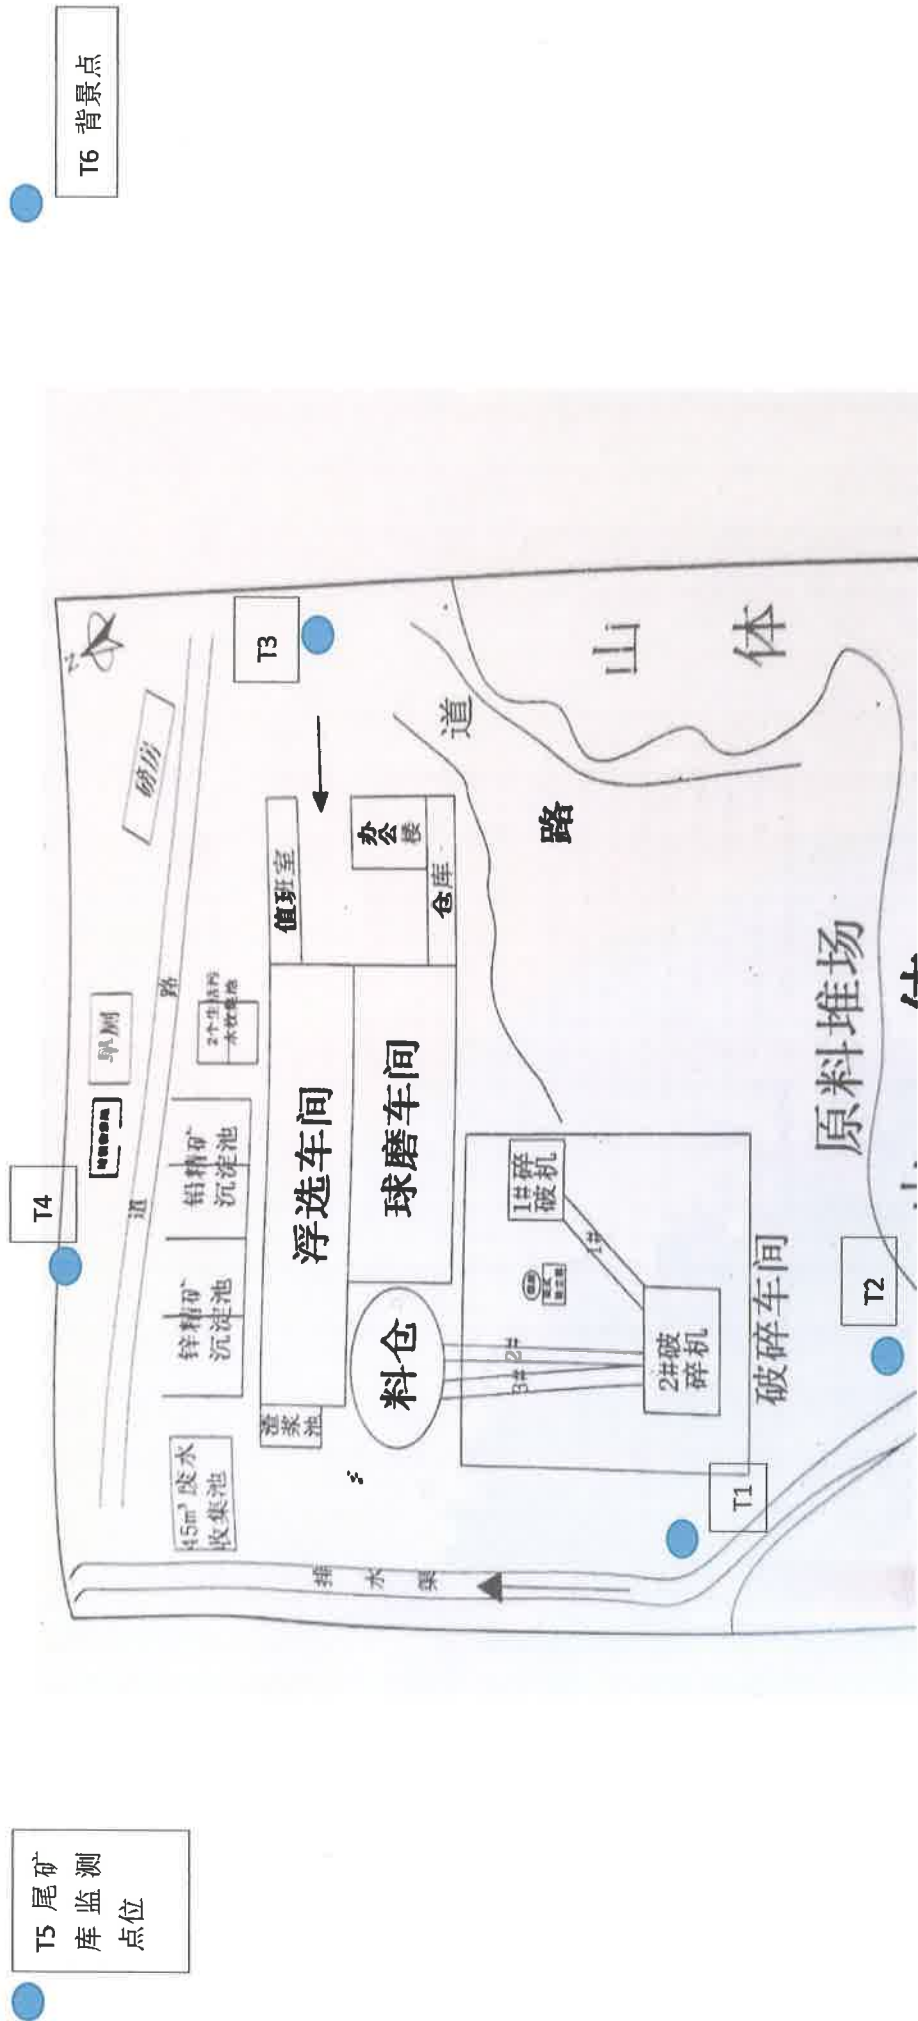 T5 尾矿
库监测
点位
T4
T6 背景点
N
磅房
道
路
旱厕
45m³废水
收集池
锌精矿
沉淀池
铅精矿
沉淀池
2个生活污
水收集池
T3
渣浆
池
浮选车间
值班室
料仓
球磨车间
办公
楼
仓库
排
水
渠
道
路
3#
2#
1#
1#碎
破机
2#破
碎机
破碎车间
T1
T2
原料堆场
山
体